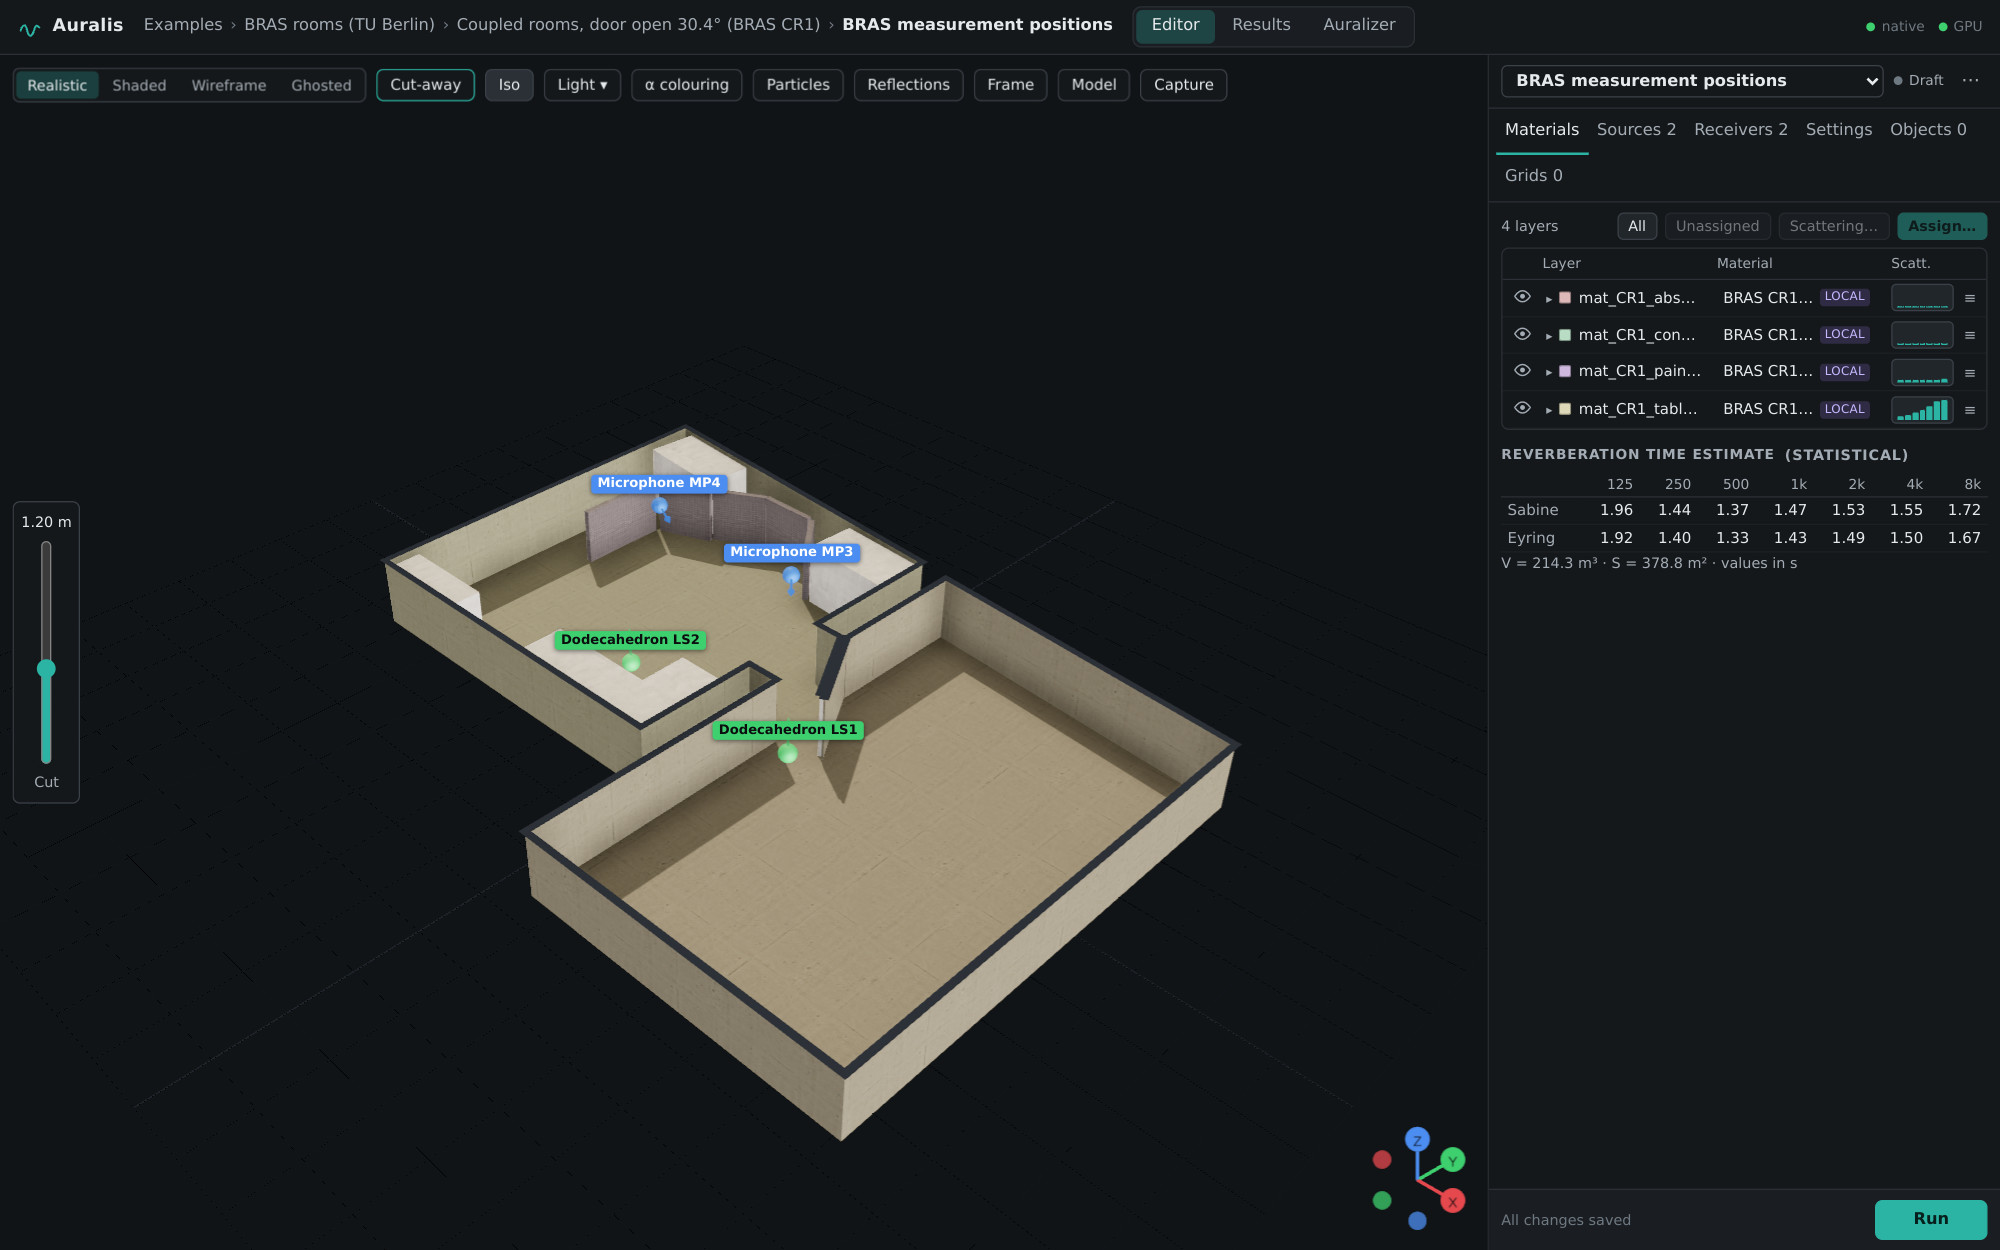 Auralis Examples › BRAS rooms (TU Berlin) › Coupled rooms, door open 30.4° (BRAS CR1) › BRAS measurement positions Editor Results Auralizer native GPU
Realistic Shaded Wireframe Ghosted Cut-away Iso Light ▾ α colouring Particles Reflections Frame Model Capture
BRAS measurement positions Draft ⋯
Materials Sources 2 Receivers 2 Settings Objects 0
Grids 0
4 layers All Unassigned Scattering… Assign…
Layer Material Scatt.
▸ mat_CR1_abs… BRAS CR1… LOCAL ≡
▸ mat_CR1_con… BRAS CR1… LOCAL ≡
▸ mat_CR1_pain… BRAS CR1… LOCAL ≡
▸ mat_CR1_tabl… BRAS CR1… LOCAL ≡
REVERBERATION TIME ESTIMATE (STATISTICAL)
125 250 500 1k 2k 4k 8k
Sabine 1.96 1.44 1.37 1.47 1.53 1.55 1.72
Eyring 1.92 1.40 1.33 1.43 1.49 1.50 1.67
V = 214.3 m³ · S = 378.8 m² · values in s
Microphone MP4
Microphone MP3
Dodecahedron LS2
Dodecahedron LS1
1.20 m
Cut
Z
Y
X
All changes saved Run